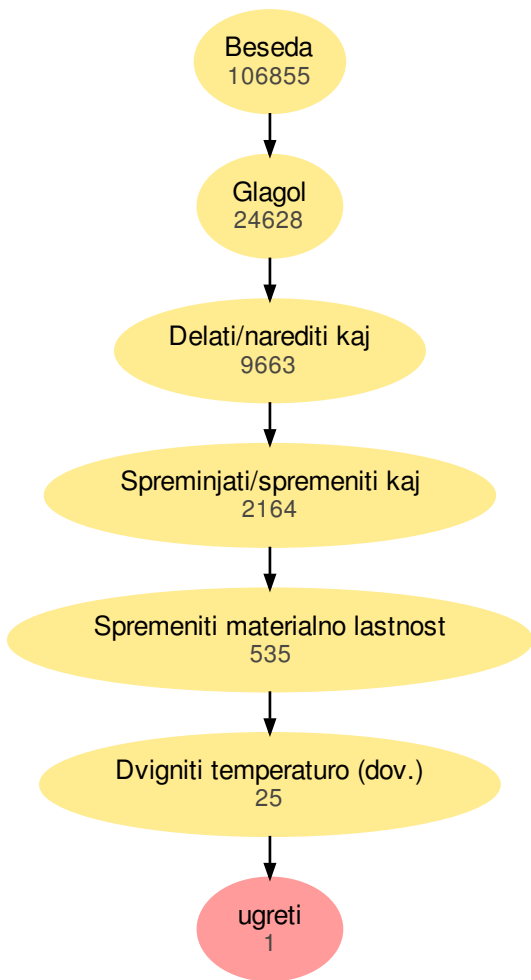 Beseda
106855
Glagol
24628
Delati/narediti kaj
9663
Spreminjati/spremeniti kaj
2164
Spremeniti materialno lastnost
535
Dvigniti temperaturo (dov.)
25
ugreti
1